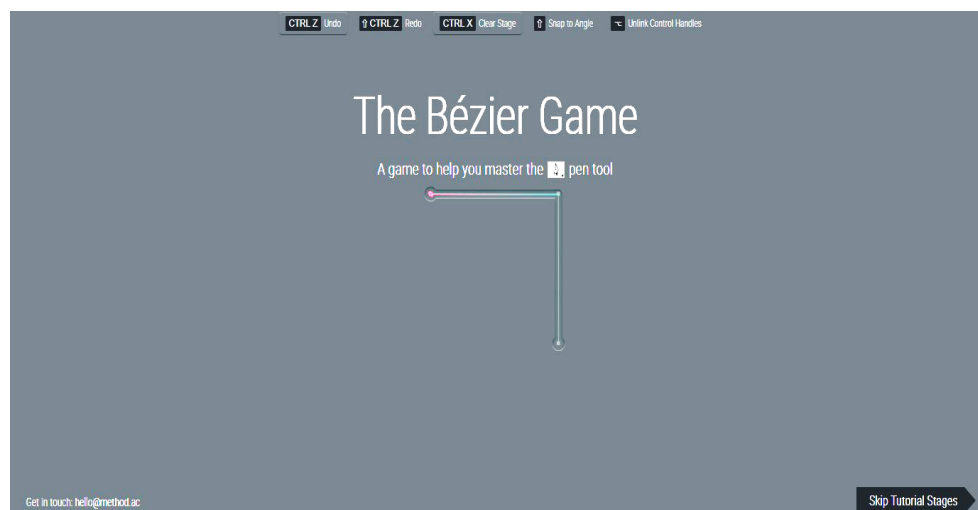 CTRL Z Undo ⇧ CTRL Z Redo CTRL X Clear Stage ⇧ Snap to Angle ⌥ Unlink Control Handles
The Bézier Game
A game to help you master the pen tool
Get in touch: hello@method.ac
Skip Tutorial Stages